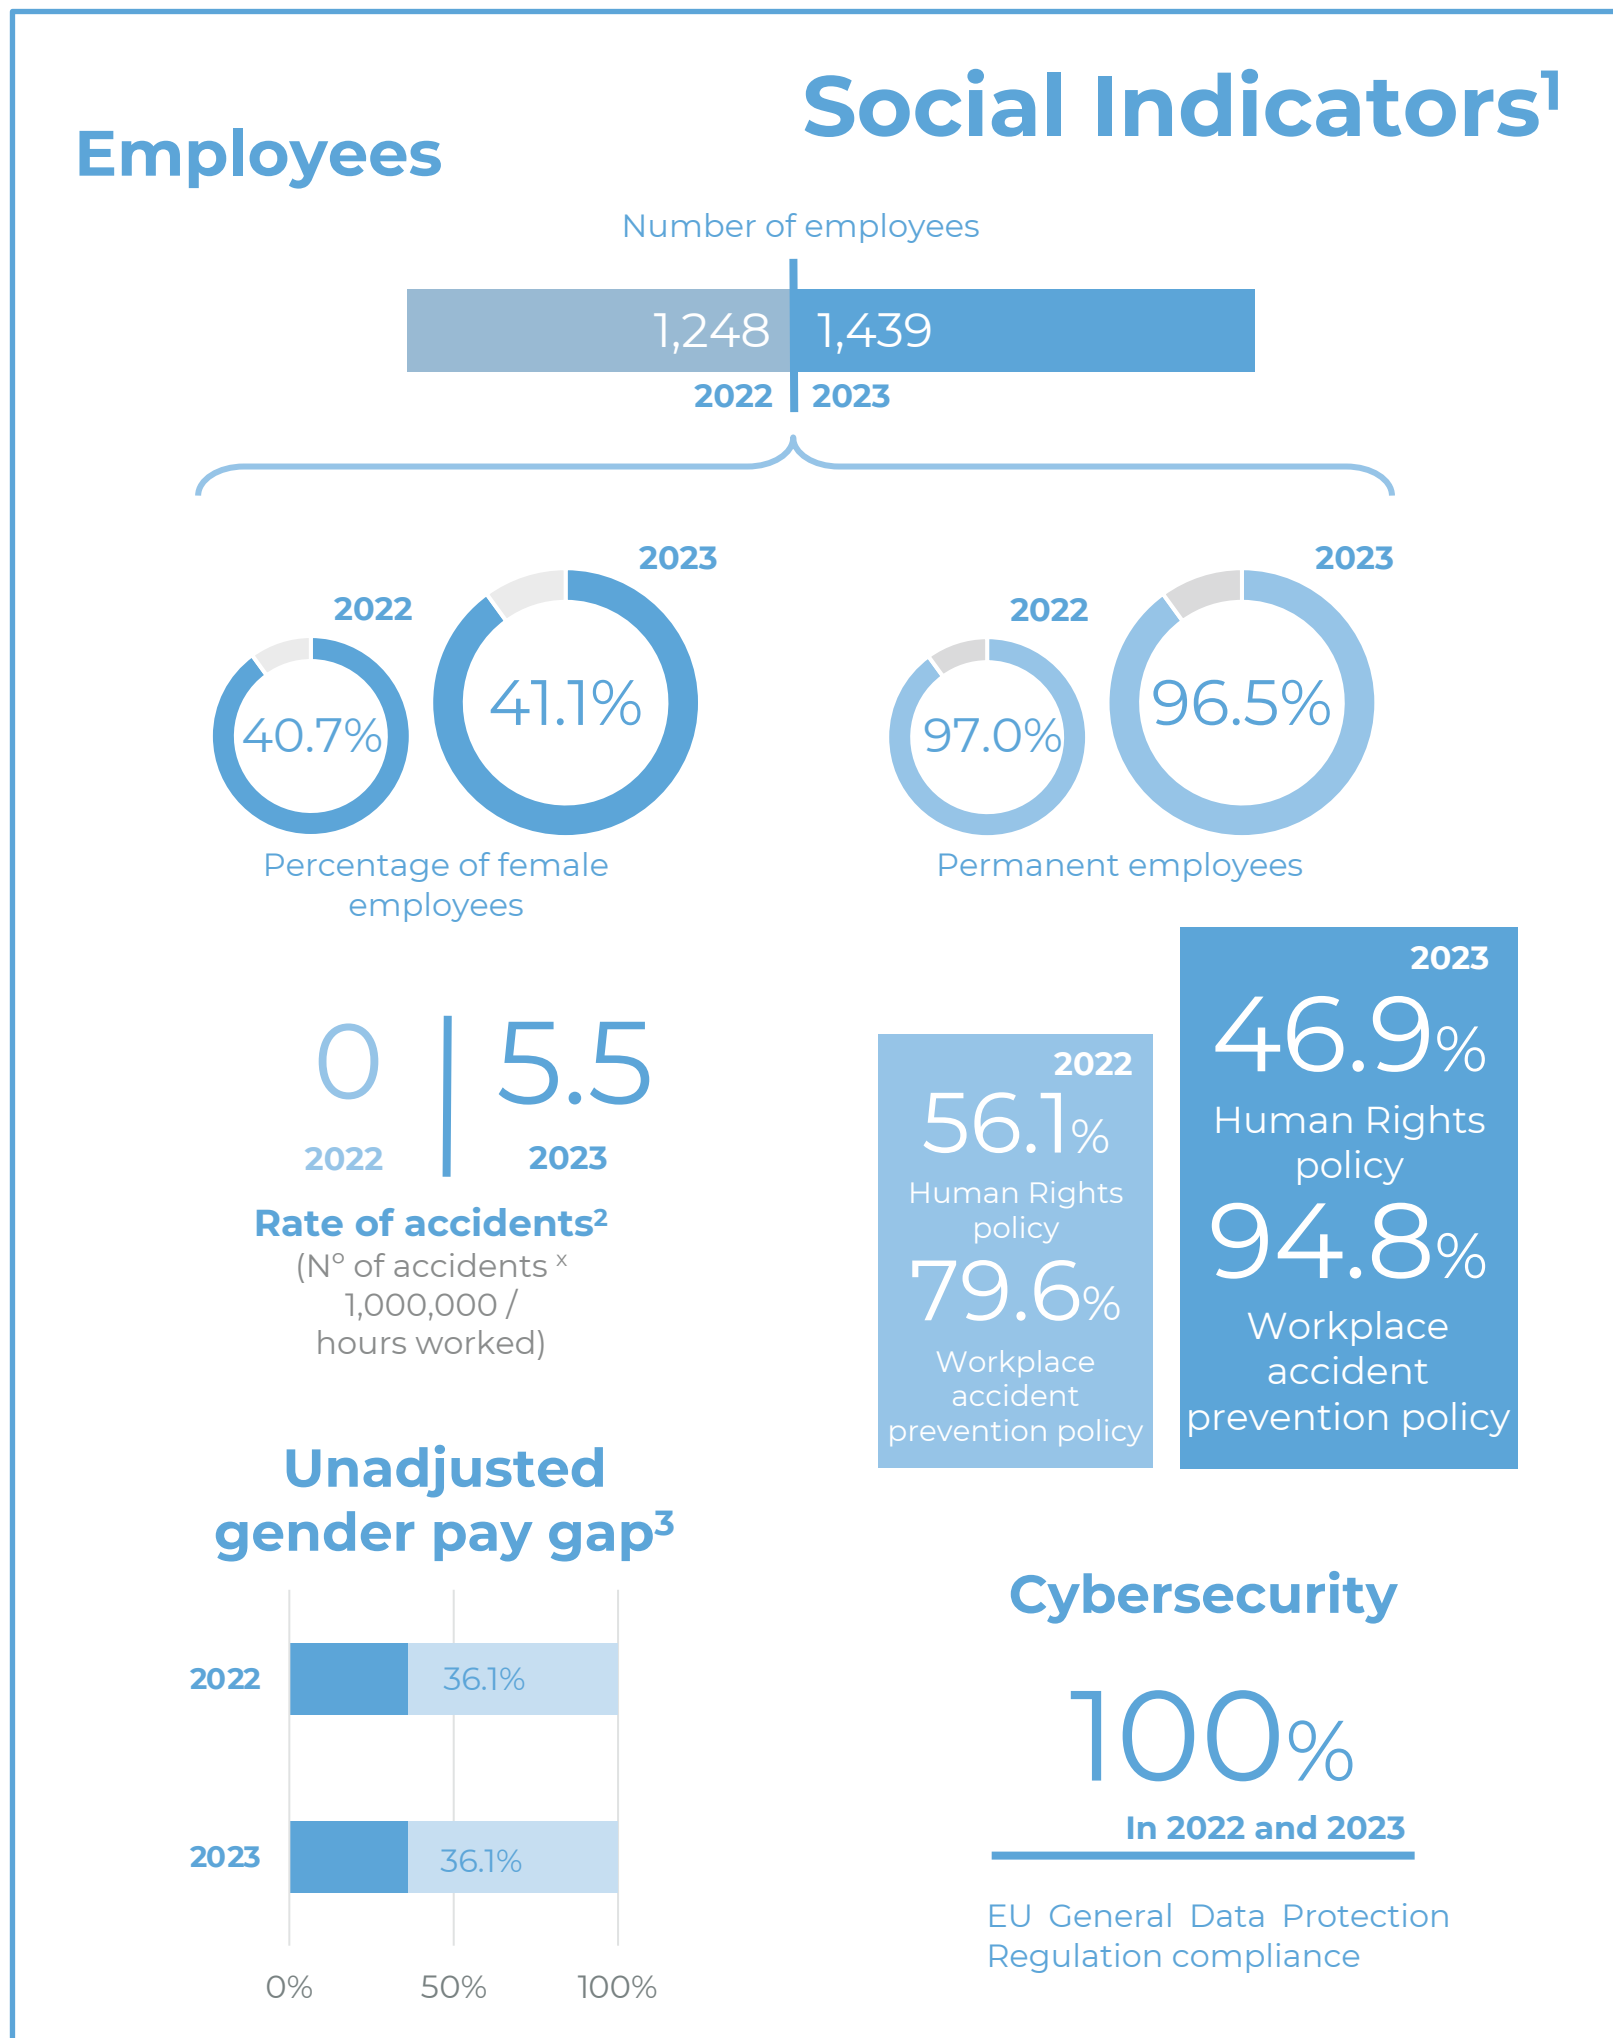 Social Indicators¹
Employees
Number of employees
1,248 1,439
2022 2023
2022
40.7%
2023
41.1%
Percentage of female
employees
2022
97.0%
2023
96.5%
Permanent employees
0 5.5
2022 2023
Rate of accidents²
(Nº of accidents ˣ
1,000,000 /
hours worked)
2022
56.1%
Human Rights
policy
79.6%
Workplace
accident
prevention policy
2023
46.9%
Human Rights
policy
94.8%
Workplace
accident
prevention policy
Unadjusted
gender pay gap³
2022 36.1%
2023 36.1%
0% 50% 100%
Cybersecurity
100%
In 2022 and 2023
EU General Data Protection
Regulation compliance